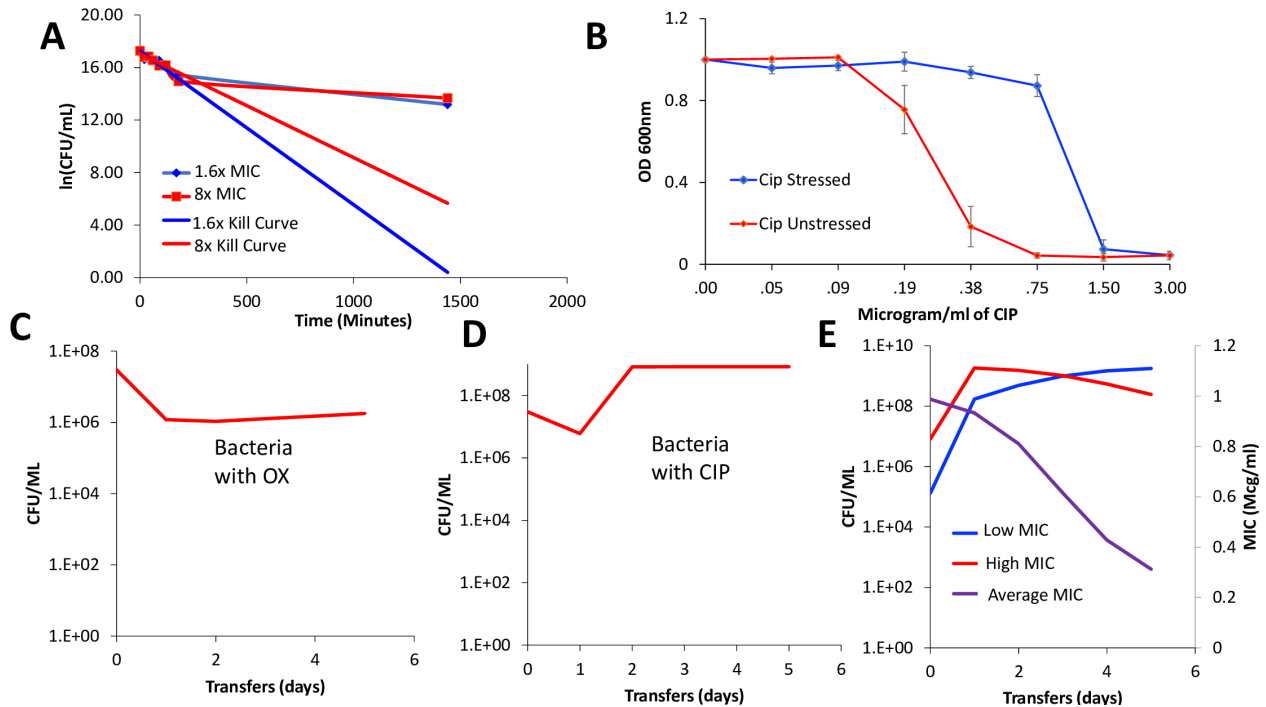 A
20.00
16.00
12.00
8.00
4.00
0.00
ln(CFU/mL)
1.6x MIC
8x MIC
1.6x Kill Curve
8x Kill Curve
0
500
1000
1500
2000
Time (Minutes)
B
1.2
0.8
0.4
0
OD 600nm
Cip Stressed
Cip Unstressed
.00
.05
.09
.19
.38
.75
1.50
3.00
Microgram/ml of CIP
C
1.E+08
1.E+06
1.E+04
1.E+02
1.E+00
CFU/ML
Bacteria
with OX
0
2
4
6
Transfers (days)
D
1.E+08
1.E+06
1.E+04
1.E+02
1.E+00
CFU/ML
Bacteria
with CIP
0
1
2
3
4
5
6
Transfers (days)
E
1.E+10
1.E+08
1.E+06
1.E+04
1.E+02
1.E+00
CFU/ML
Low MIC
High MIC
Average MIC
1.2
1
0.8
0.6
0.4
0.2
0
MIC (Mcg/ml)
0
2
4
6
Transfers (days)